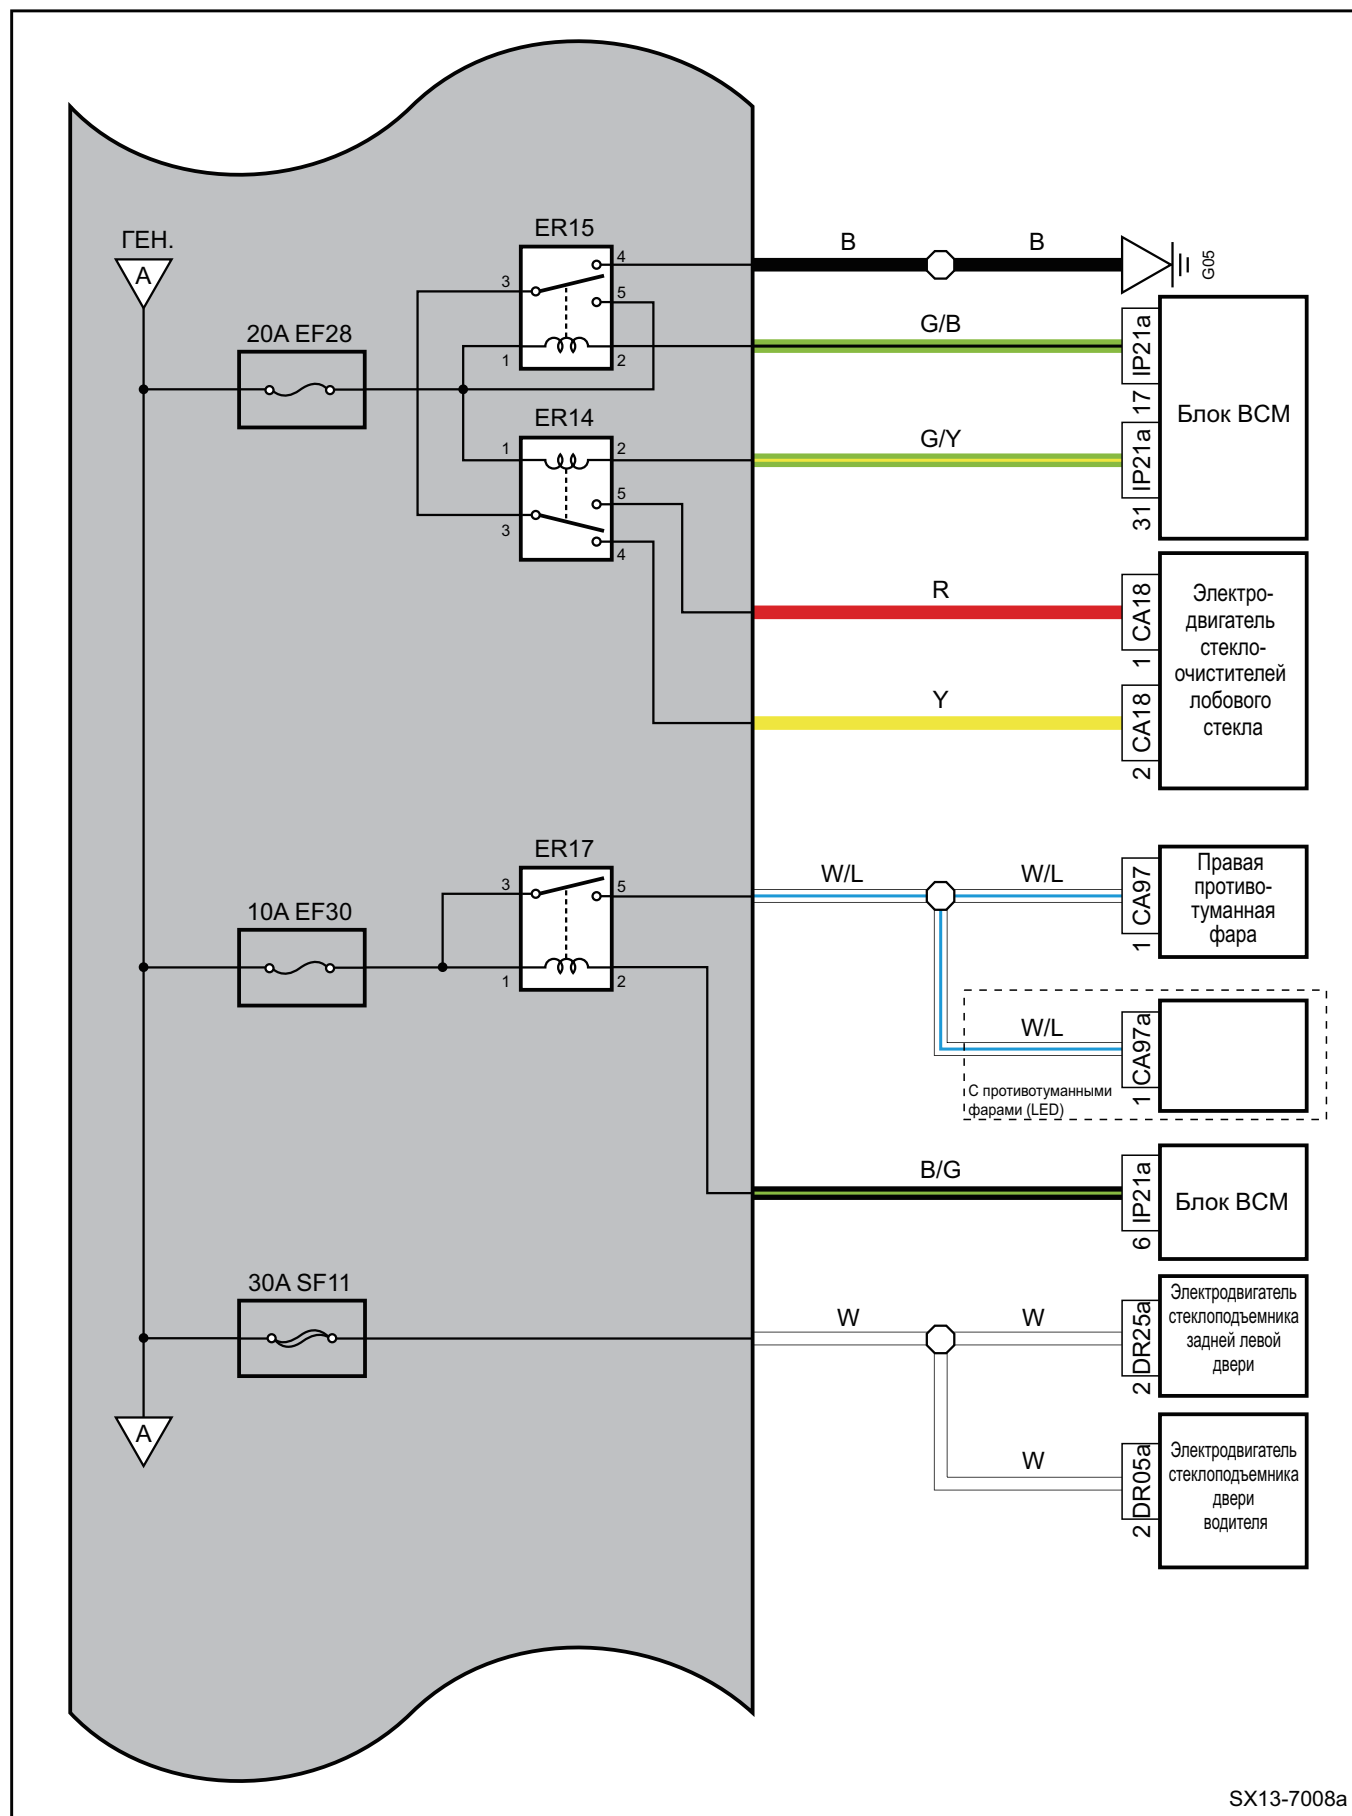 ГЕН.
A
20A EF28
ER15
3
4
5
1
2
ER14
1
2
5
3
4
B
B
G05
G/B
17 IP21a
G/Y
31 IP21a
Блок BCM
R
1 CA18
Y
2 CA18
Электро-
двигатель
стекло-
очистителей
лобового
стекла
10A EF30
ER17
3
5
1
2
W/L
W/L
1 CA97
Правая
противо-
туманная
фара
W/L
1 CA97a
С противотуманными
фарами (LED)
B/G
6 IP21a
Блок BCM
30A SF11
W
W
2 DR25a
Электродвигатель
стеклоподъемника
задней левой
двери
A
W
2 DR05a
Электродвигатель
стеклоподъемника
двери
водителя
SX13-7008a